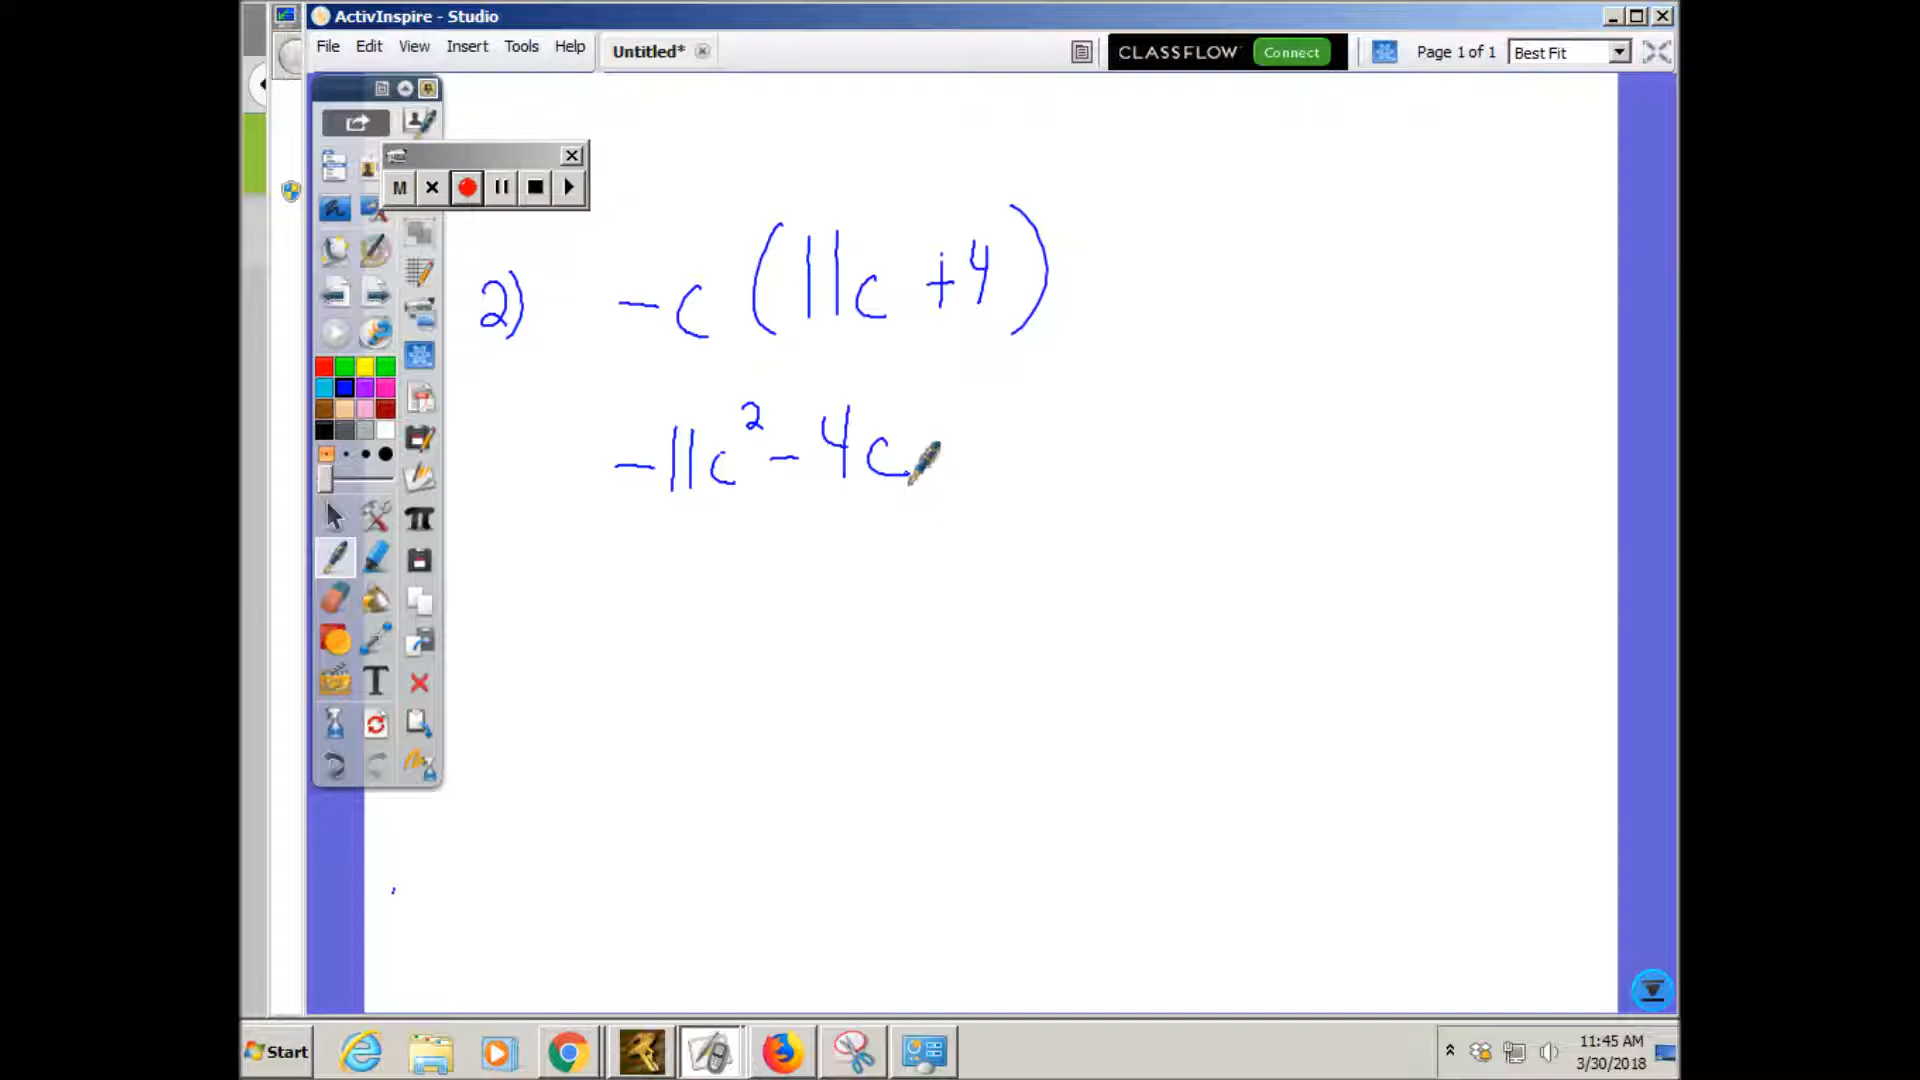 ActivInspire - Studio
File Edit View Insert Tools Help
Untitled*
CLASSFLOW Connect
Page 1 of 1
Best Fit
M
2) -c (11c +4)
-11c² - 4c
π
T
Start
11:45 AM
3/30/2018